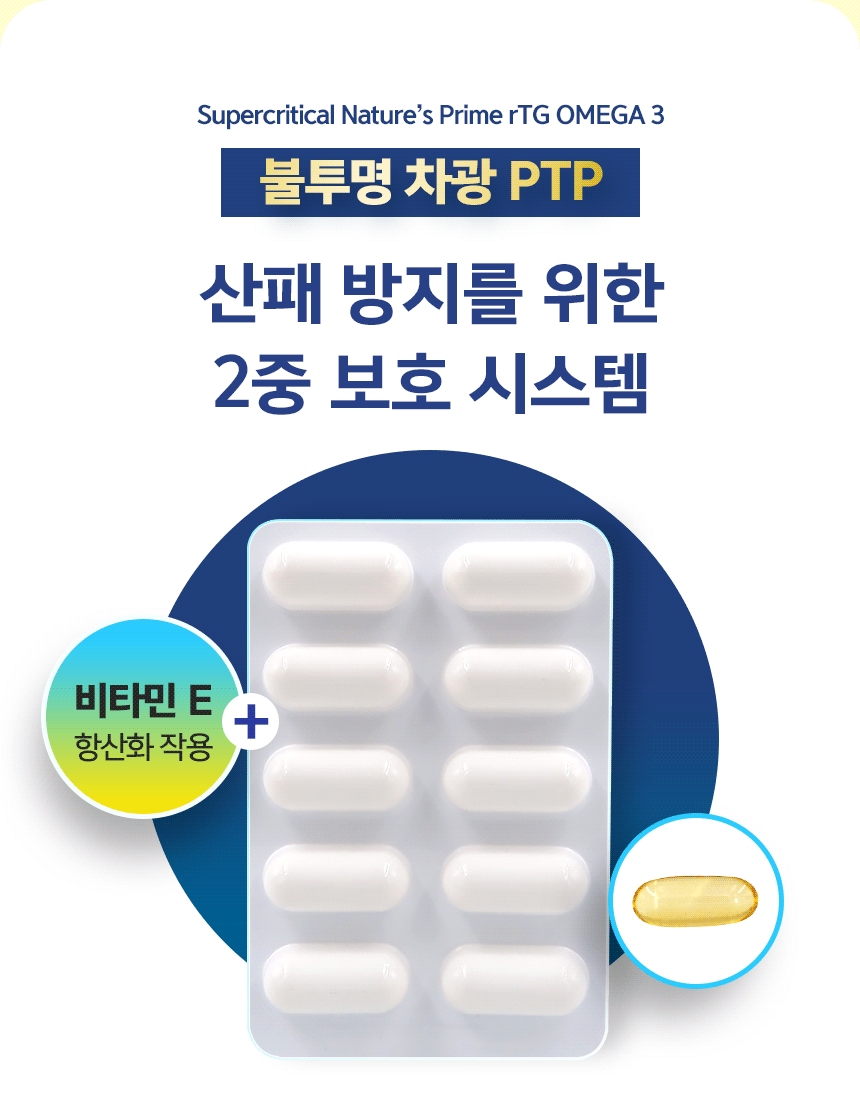 Supercritical Nature’s Prime rTG OMEGA 3
불투명 차광 PTP
산패 방지를 위한
2중 보호 시스템
비타민 E
항산화 작용
+